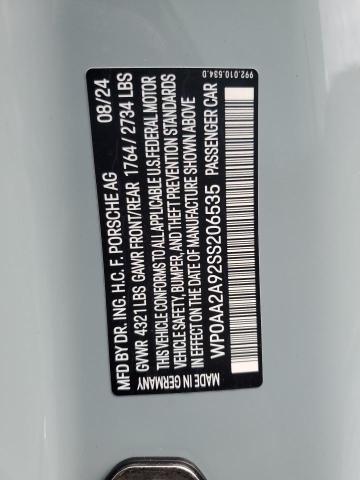 MFD BY DR. ING. H.C. F. PORSCHE AG 08/24
GVWR 4321 LBS GAWR FRONT/REAR 1764/2734 LBS
THIS VEHICLE CONFORMS TO ALL APPLICABLE U.S.FEDERAL MOTOR
VEHICLE SAFETY, BUMPER, AND THEFT PREVENTION STANDARDS
IN EFFECT ON THE DATE OF MANUFACTURE SHOWN ABOVE
WP0AA2A92SS206535 PASSENGER CAR
MADE IN GERMANY
992.010.534.0